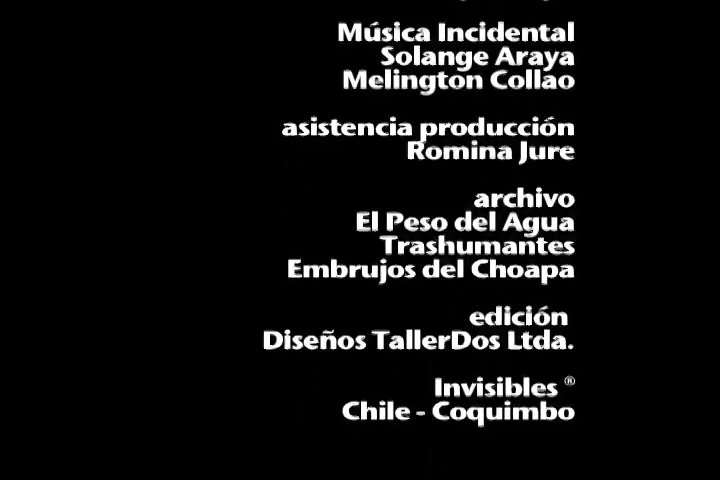 Música Incidental
Solange Araya
Melington Collao
asistencia producción
Romina Jure
archivo
El Peso del Agua
Trashumantes
Embrujos del Choapa
edición
Diseños TallerDos Ltda.
Invisibles ®
Chile - Coquimbo